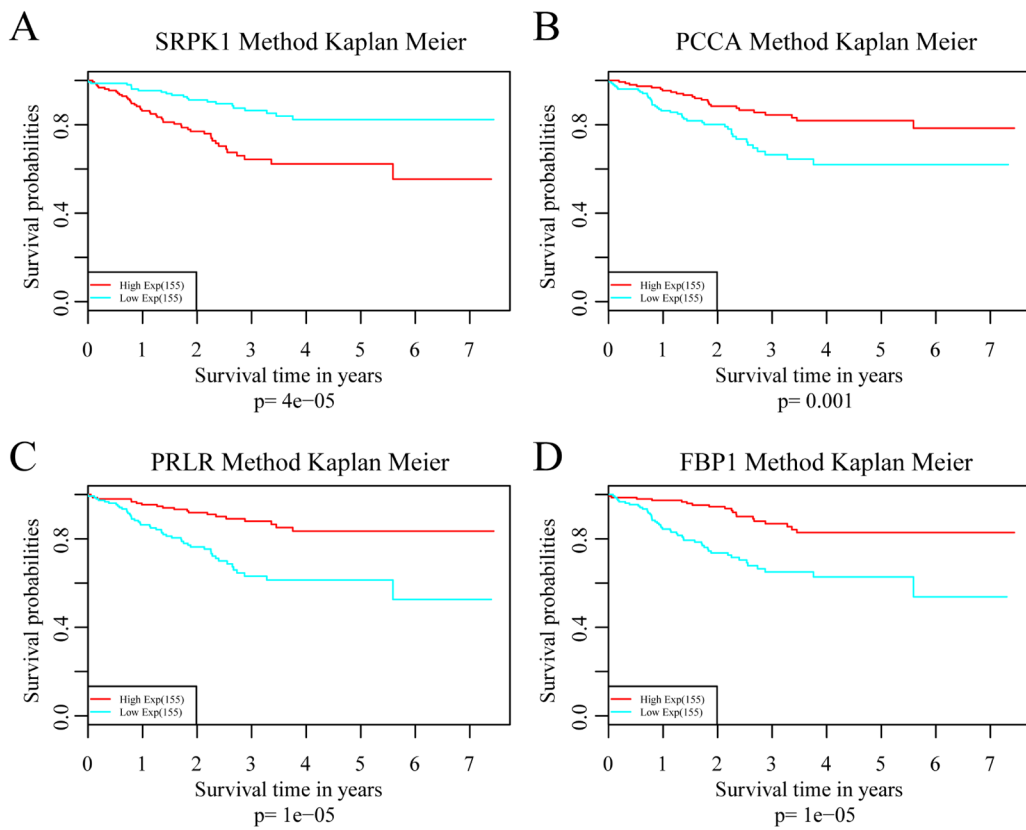 A
SRPK1 Method Kaplan Meier
Survival probabilities
0.0 0.4 0.8
High Exp(155)
Low Exp(155)
0 1 2 3 4 5 6 7
Survival time in years
p= 4e−05
B
PCCA Method Kaplan Meier
Survival probabilities
0.0 0.4 0.8
High Exp(155)
Low Exp(155)
0 1 2 3 4 5 6 7
Survival time in years
p= 0.001
C
PRLR Method Kaplan Meier
Survival probabilities
0.0 0.4 0.8
High Exp(155)
Low Exp(155)
0 1 2 3 4 5 6 7
Survival time in years
p= 1e−05
D
FBP1 Method Kaplan Meier
Survival probabilities
0.0 0.4 0.8
High Exp(155)
Low Exp(155)
0 1 2 3 4 5 6 7
Survival time in years
p= 1e−05